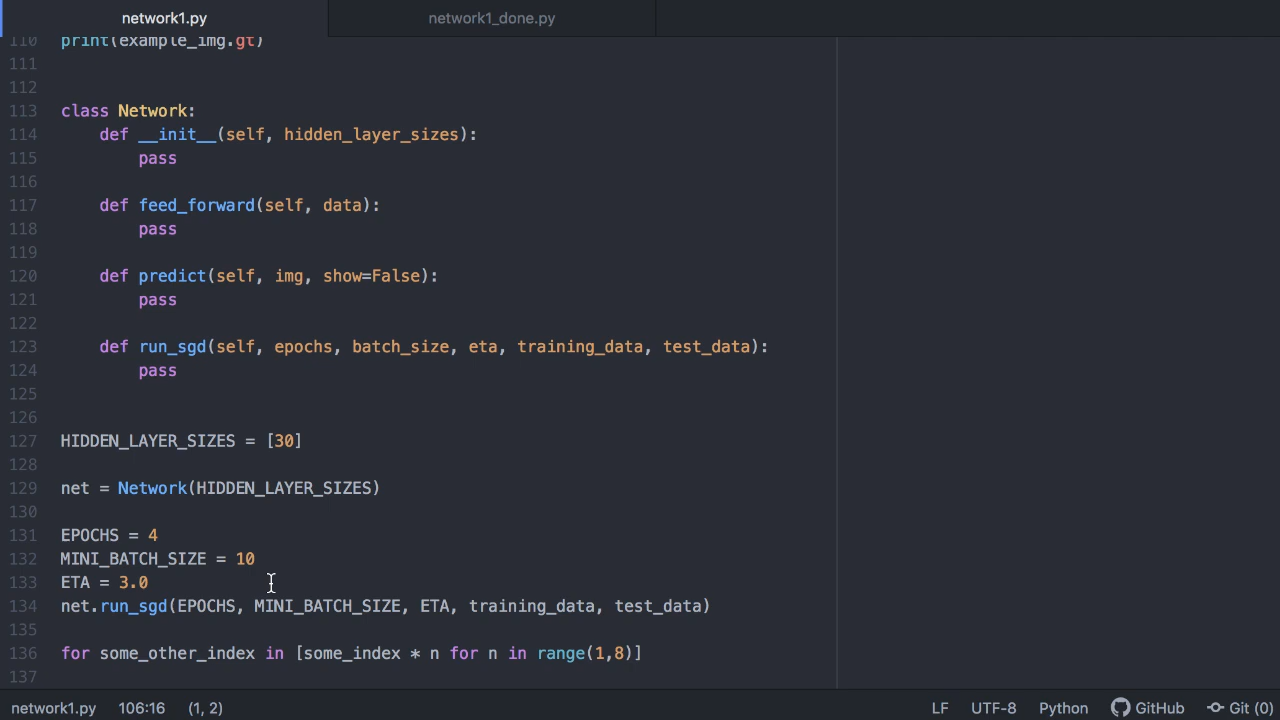 network1.py
network1_done.py
110 print(example_img.gt)
111
112
113 class Network:
114 def __init__(self, hidden_layer_sizes):
115 pass
116
117 def feed_forward(self, data):
118 pass
119
120 def predict(self, img, show=False):
121 pass
122
123 def run_sgd(self, epochs, batch_size, eta, training_data, test_data):
124 pass
125
126
127 HIDDEN_LAYER_SIZES = [30]
128
129 net = Network(HIDDEN_LAYER_SIZES)
130
131 EPOCHS = 4
132 MINI_BATCH_SIZE = 10
133 ETA = 3.0
134 net.run_sgd(EPOCHS, MINI_BATCH_SIZE, ETA, training_data, test_data)
135
136 for some_other_index in [some_index * n for n in range(1,8)]
137
network1.py 106:16 (1, 2) LF UTF-8 Python GitHub Git (0)